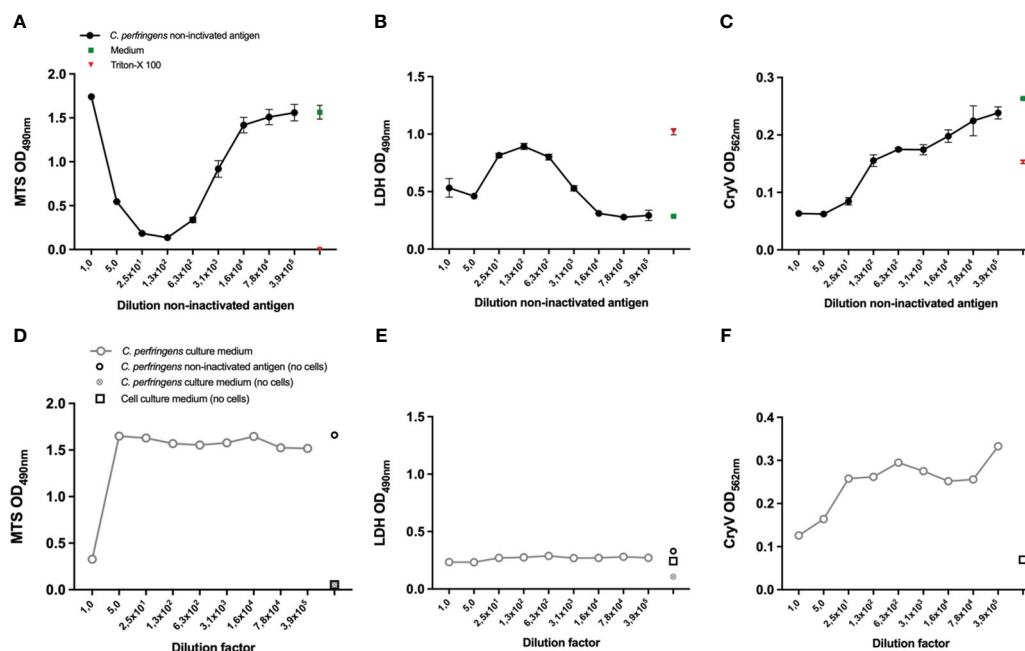 A
C. perfringens non-inctivated antigen
Medium
Triton-X 100
MTS OD490nm
2.0
1.5
1.0
0.5
0.0
1,0
5,0
2,5x10¹
1,3x10²
6,3x10²
3,1x10³
1,6x10⁴
7,8x10⁴
3,9x10⁵
Dilution non-inactivated antigen
B
LDH OD490nm
1.5
1.0
0.5
0.0
1,0
5,0
2,5x10¹
1,3x10²
6,3x10²
3,1x10³
1,6x10⁴
7,8x10⁴
3,9x10⁵
Dilution non-inactivated antigen
C
CryV OD562nm
0.3
0.2
0.1
0.0
1,0
5,0
2,5x10¹
1,3x10²
6,3x10²
3,1x10³
1,6x10⁴
7,8x10⁴
3,9x10⁵
Dilution non-inactivated antigen
D
C. perfringens culture medium
C. perfringens non-inactivated antigen (no cells)
C. perfringens culture medium (no cells)
Cell culture medium (no cells)
MTS OD490nm
2.0
1.5
1.0
0.5
0.0
1,0
5,0
2,5x10¹
1,3x10²
6,3x10²
3,1x10³
1,6x10⁴
7,8x10⁴
3,9x10⁵
Dilution factor
E
LDH OD490nm
1.5
1.0
0.5
0.0
1,0
5,0
2,5x10¹
1,3x10²
6,3x10²
3,1x10³
1,6x10⁴
7,8x10⁴
3,9x10⁵
Dilution factor
F
CryV OD562nm
0.4
0.3
0.2
0.1
0.0
1,0
5,0
2,5x10¹
1,3x10²
6,3x10²
3,1x10³
1,6x10⁴
7,8x10⁴
3,9x10⁵
Dilution factor